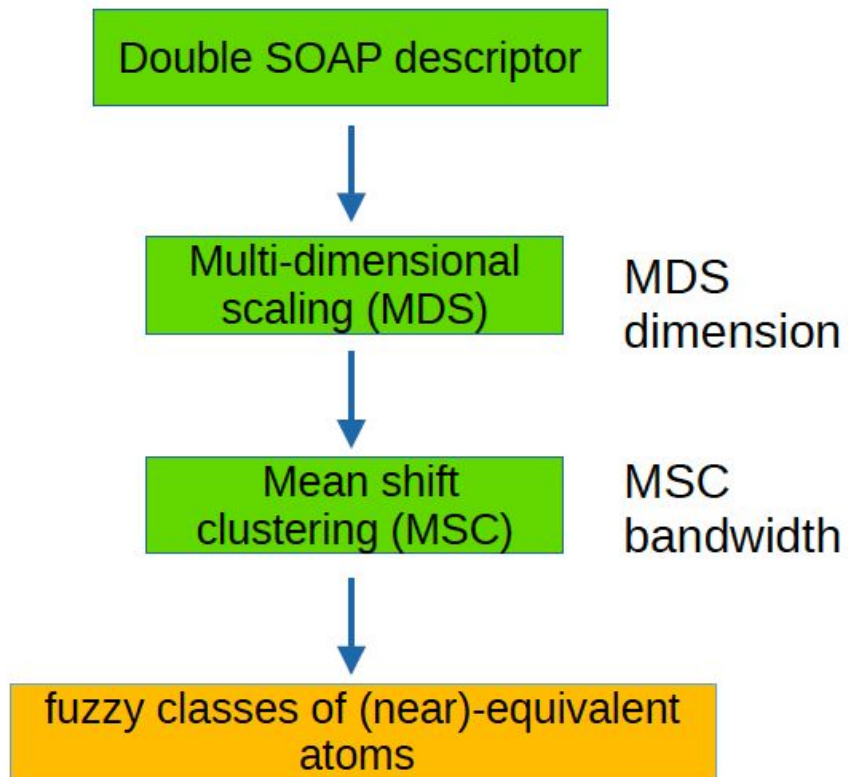 Double SOAP descriptor
Multi-dimensional
scaling (MDS)
MDS
dimension
Mean shift
clustering (MSC)
MSC
bandwidth
fuzzy classes of (near)-equivalent
atoms